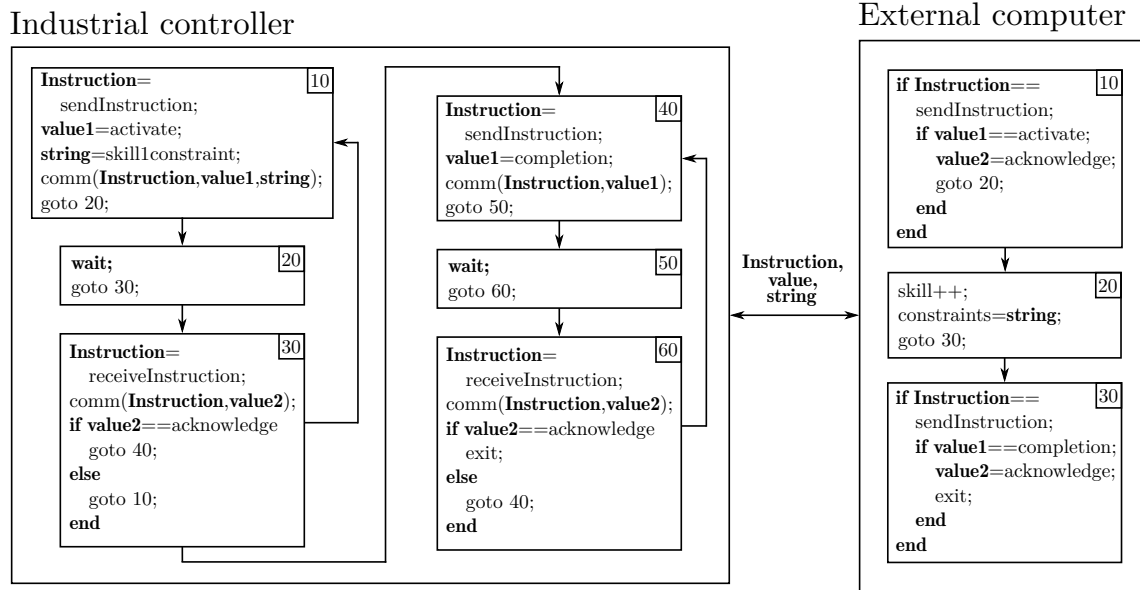 Industrial controller
10
Instruction=
sendInstruction;
value1=activate;
string=skill1constraint;
comm(Instruction,value1,string);
goto 20;
20
wait;
goto 30;
30
Instruction=
receiveInstruction;
comm(Instruction,value2);
if value2==acknowledge
goto 40;
else
goto 10;
end
40
Instruction=
sendInstruction;
value1=completion;
comm(Instruction,value1);
goto 50;
50
wait;
goto 60;
60
Instruction=
receiveInstruction;
comm(Instruction,value2);
if value2==acknowledge
exit;
else
goto 40;
end
Instruction,
value,
string
External computer
10
if Instruction==
sendInstruction;
if value1==activate;
value2=acknowledge;
goto 20;
end
end
20
skill++;
constraints=string;
goto 30;
30
if Instruction==
sendInstruction;
if value1==completion;
value2=acknowledge;
exit;
end
end